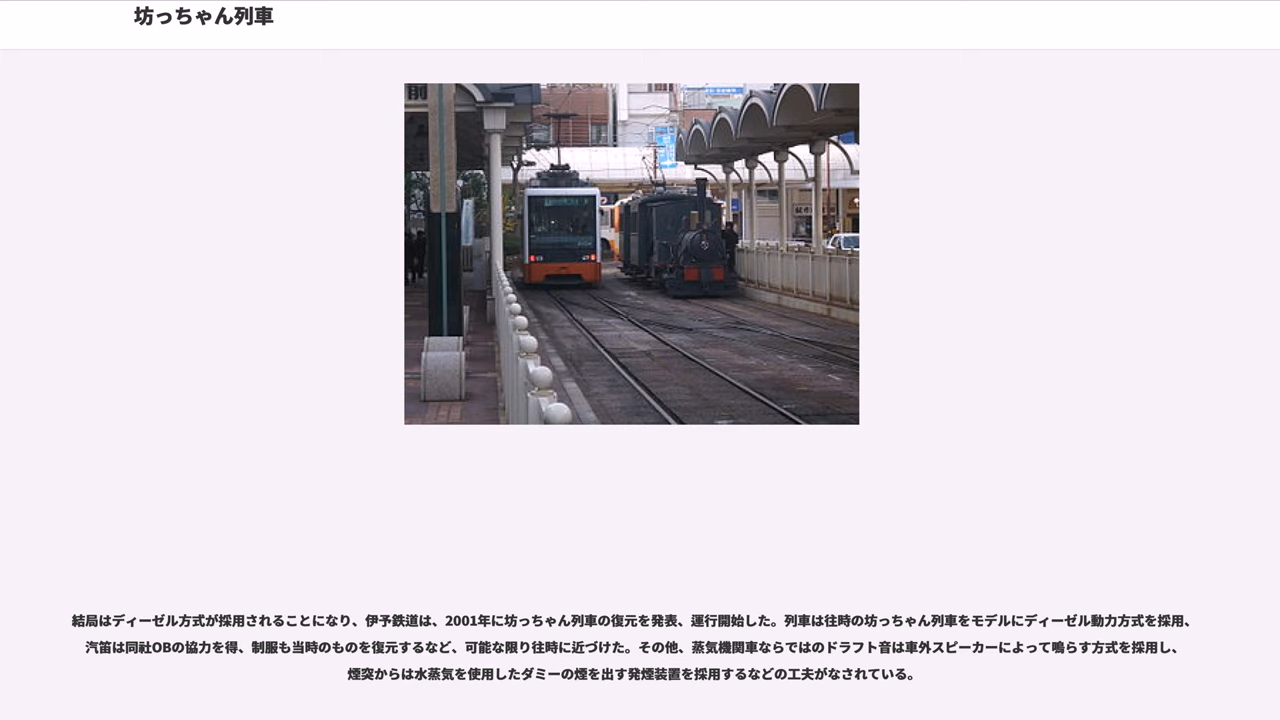 坊っちゃん列車
前
結局はディーゼル方式が採用されることになり、伊予鉄道は、2001年に坊っちゃん列車の復元を発表、運行開始した。列車は往時の坊っちゃん列車をモデルにディーゼル動力方式を採用、
汽笛は同社OBの協力を得、制服も当時のものを復元するなど、可能な限り往時に近づけた。その他、蒸気機関車ならではのドラフト音は車外スピーカーによって鳴らす方式を採用し、
煙突からは水蒸気を使用したダミーの煙を出す発煙装置を採用するなどの工夫がなされている。